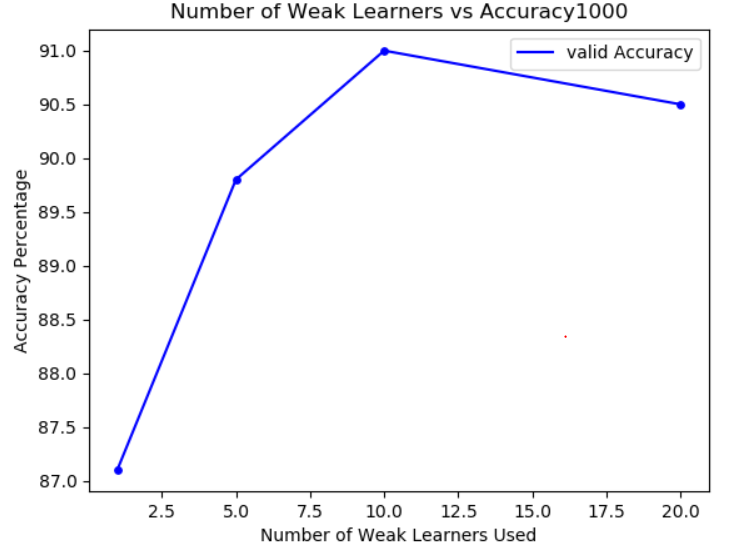 Number of Weak Learners vs Accuracy1000
valid Accuracy
Accuracy Percentage
91.0
90.5
90.0
89.5
89.0
88.5
88.0
87.5
87.0
2.5 5.0 7.5 10.0 12.5 15.0 17.5 20.0
Number of Weak Learners Used